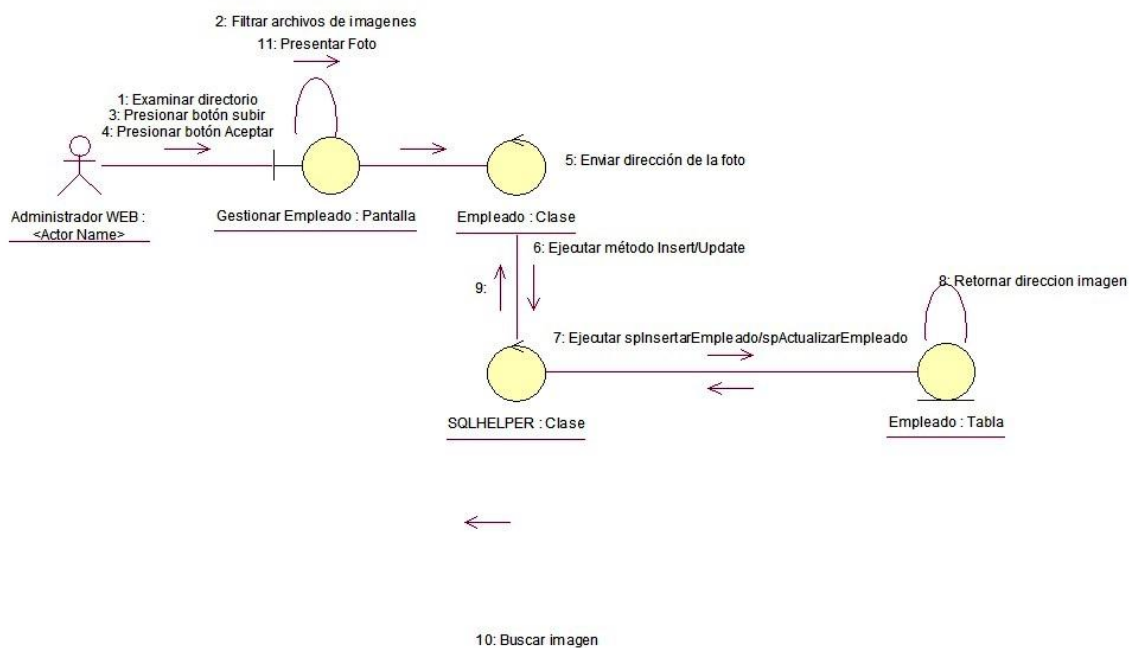 2: Filtrar archivos de imagenes
11: Presentar Foto
1: Examinar directorio
3: Presionar botón subir
4: Presionar botón Aceptar
5: Enviar dirección de la foto
Administrador WEB :
<Actor Name>
Gestionar Empleado : Pantalla
Empleado : Clase
6: Ejecutar método Insert/Update
9:
8: Retornar direccion imagen
7: Ejecutar spInsertarEmpleado/spActualizarEmpleado
SQLHELPER : Clase
Empleado : Tabla
10: Buscar imagen